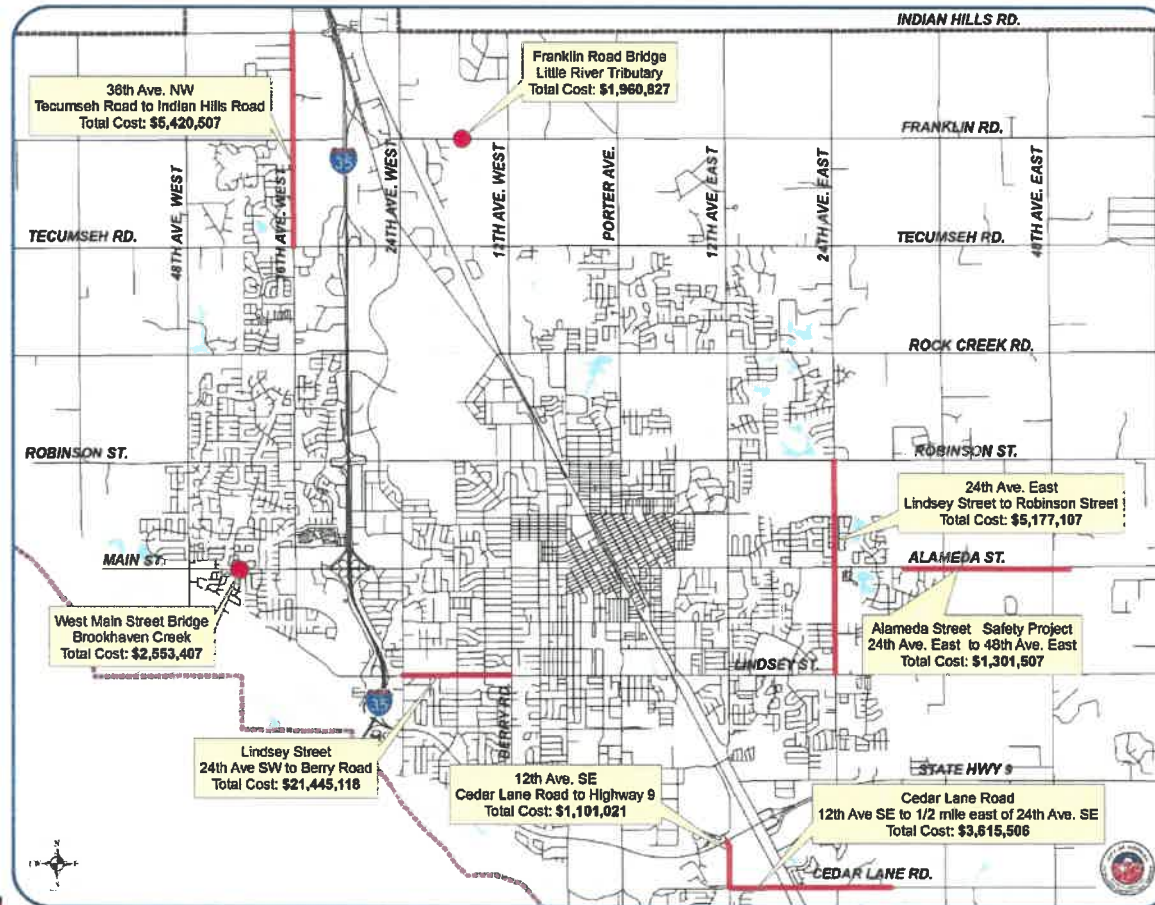 INDIAN HILLS RD.
Franklin Road Bridge
Little River Tributary
Total Cost: $1,960,827
36th Ave. NW
Tecumseh Road to Indian Hills Road
Total Cost: $5,420,507
FRANKLIN RD.
35
48TH AVE. WEST
36TH AVE. WEST
24TH AVE. WEST
12TH AVE. WEST
PORTER AVE.
12TH AVE. EAST
24TH AVE. EAST
48TH AVE. EAST
TECUMSEH RD.
TECUMSEH RD.
ROCK CREEK RD.
ROBINSON ST.
ROBINSON ST.
24th Ave. East
Lindsey Street to Robinson Street
Total Cost: $5,177,107
MAIN ST.
ALAMEDA ST.
West Main Street Bridge
Brookhaven Creek
Total Cost: $2,553,407
Alameda Street Safety Project
24th Ave. East to 48th Ave. East
Total Cost: $1,301,507
LINDSEY ST.
35
BERRY RD.
Lindsey Street
24th Ave SW to Berry Road
Total Cost: $21,445,118
STATE HWY 9
12th Ave. SE
Cedar Lane Road to Highway 9
Total Cost: $1,101,021
Cedar Lane Road
12th Ave SE to 1/2 mile east of 24th Ave. SE
Total Cost: $3,615,506
CEDAR LANE RD.